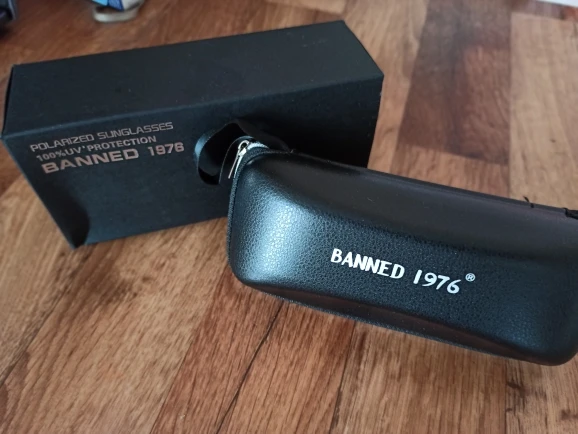 POLARIZED SUNGLASSES
100%UV*PROTECTION
BANNED 1976
BANNED 1976®